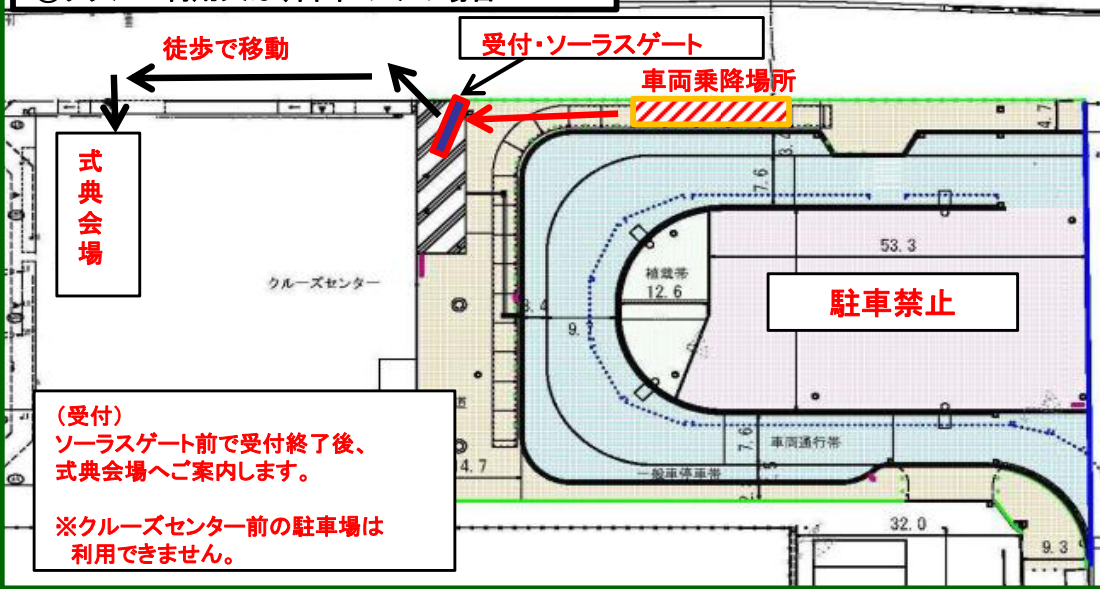 徒歩で移動
受付・ソーラスゲート
車両乗降場所
式典会場
4.7
3.4
7.6
53.3
クルーズセンター
植栽帯
12.6
駐車禁止
3.4
9.
(受付)
ソーラスゲート前で受付終了後、
式典会場へご案内します。
※クルーズセンター前の駐車場は
利用できません。
4.7
7.6
車両通行帯
一般車停車帯
32.0
9.3